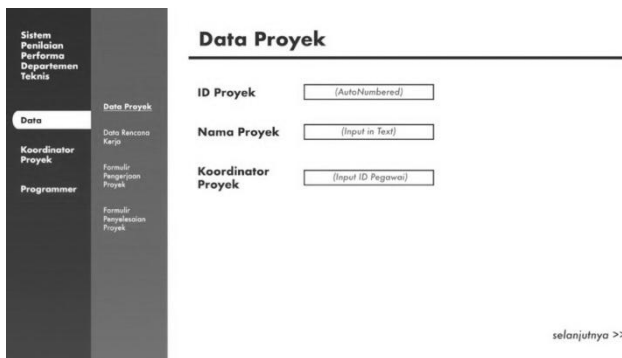 Sistem
Penilaian
Performa
Departemen
Teknis
Data
Koordinator
Proyek
Programmer
Data Proyek
Data Rencana
Kerja
Formulir
Pengerjaan
Proyek
Formulir
Penyelesaian
Proyek
Data Proyek
ID Proyek
(AutoNumbered)
Nama Proyek
(Input in Text)
Koordinator
Proyek
(Input ID Pegawai)
selanjutnya >>